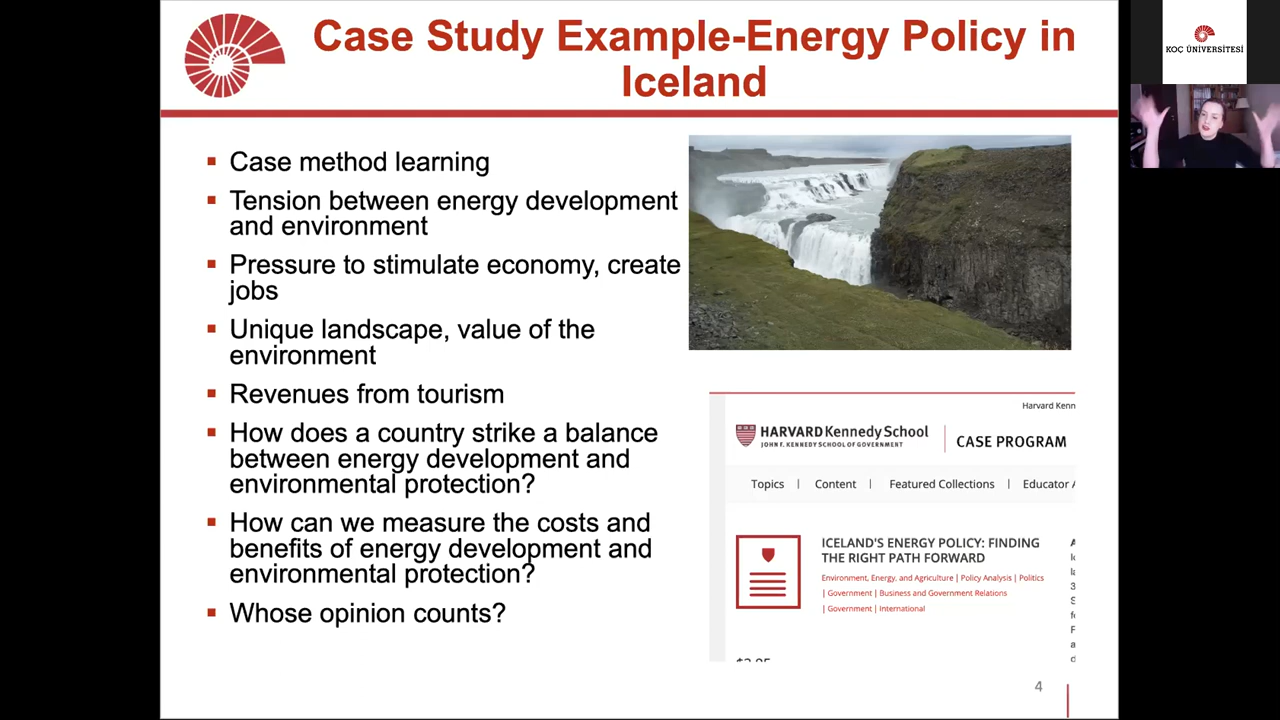 Case Study Example-Energy Policy in
Iceland
KOÇ ÜNİVERSİTESİ
▪ Case method learning
▪ Tension between energy development
and environment
▪ Pressure to stimulate economy, create
jobs
▪ Unique landscape, value of the
environment
▪ Revenues from tourism
▪ How does a country strike a balance
between energy development and
environmental protection?
▪ How can we measure the costs and
benefits of energy development and
environmental protection?
▪ Whose opinion counts?
Harvard Kenn
HARVARD Kennedy School
JOHN F. KENNEDY SCHOOL OF GOVERNMENT
CASE PROGRAM
Topics | Content | Featured Collections | Educator A
ICELAND'S ENERGY POLICY: FINDING
THE RIGHT PATH FORWARD
Environment, Energy, and Agriculture | Policy Analysis | Politics
| Government | Business and Government Relations
| Government | International
4